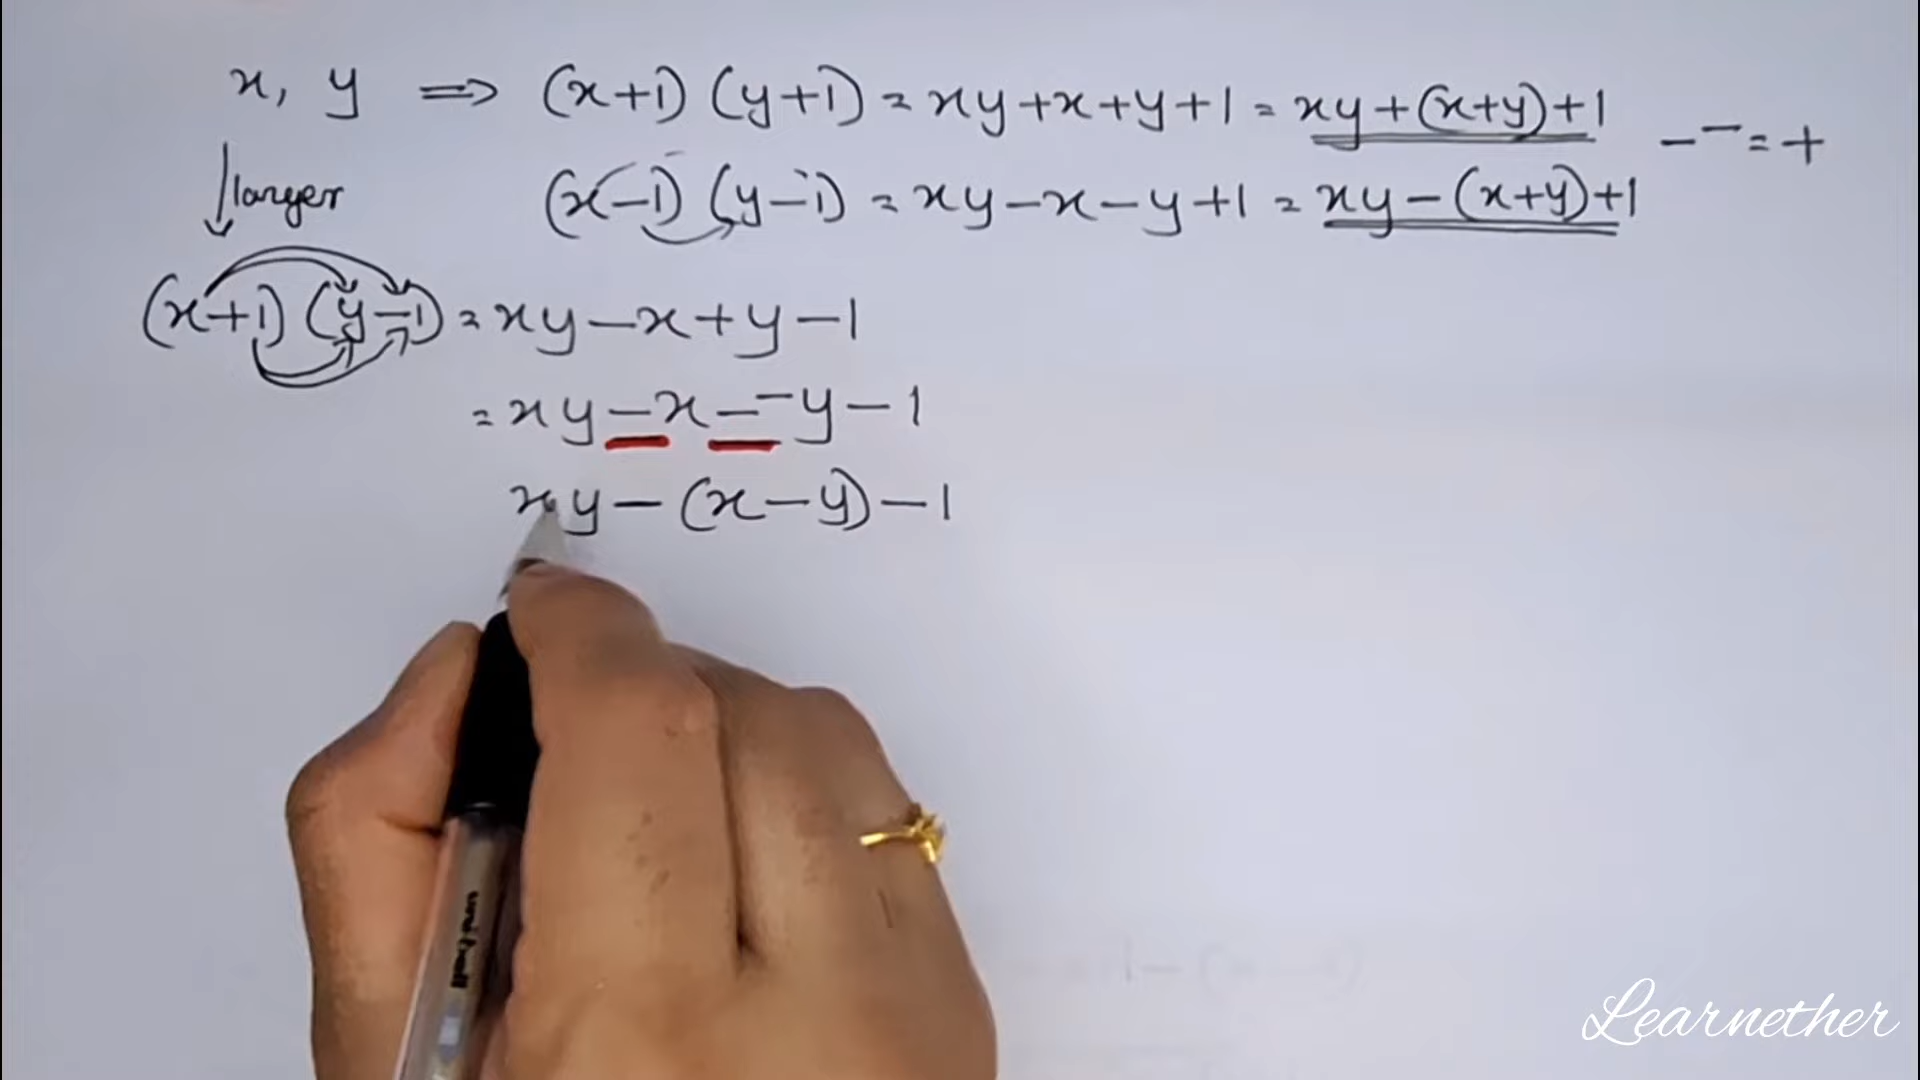 x, y ⟹ (x+1) (y+1) = xy+x+y+1 = xy+(x+y)+1
− − = +
↓ larger
(x−1) (y−1) = xy−x−y+1 = xy−(x+y)+1
(x+1) (y−1) = xy−x+y−1
= xy−x−−y−1
xy−(x−y)−1
uniball
Learnether